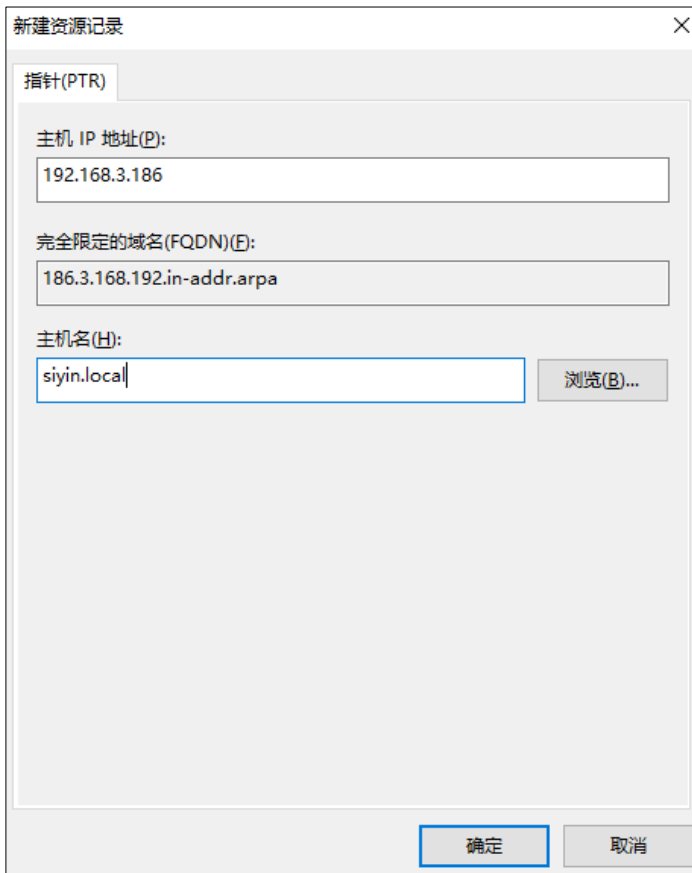 新建资源记录
指针(PTR)
主机 IP 地址(P):
192.168.3.186
完全限定的域名(FQDN)(F):
186.3.168.192.in-addr.arpa
主机名(H):
siyin.local
浏览(B)...
确定
取消